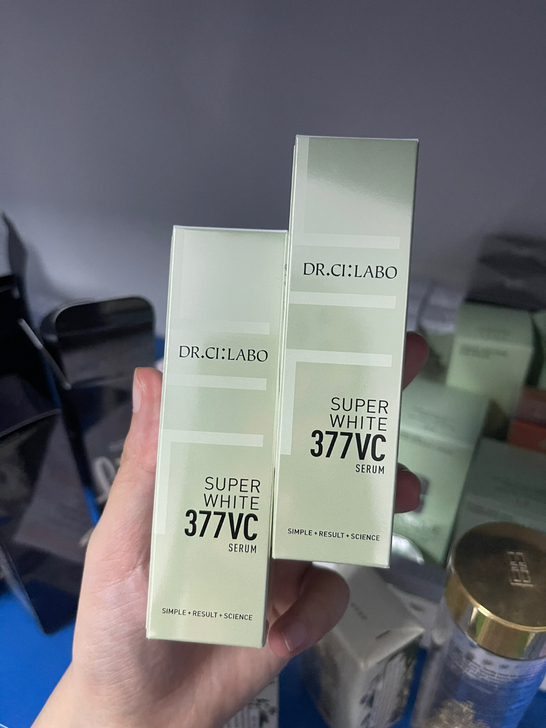 DR.CI:LABO
SUPER
WHITE
377VC
SERUM
SIMPLE + RESULT + SCIENCE
DR.CI:LABO
SUPER
WHITE
377VC
SERUM
SIMPLE + RESULT + SCIENCE